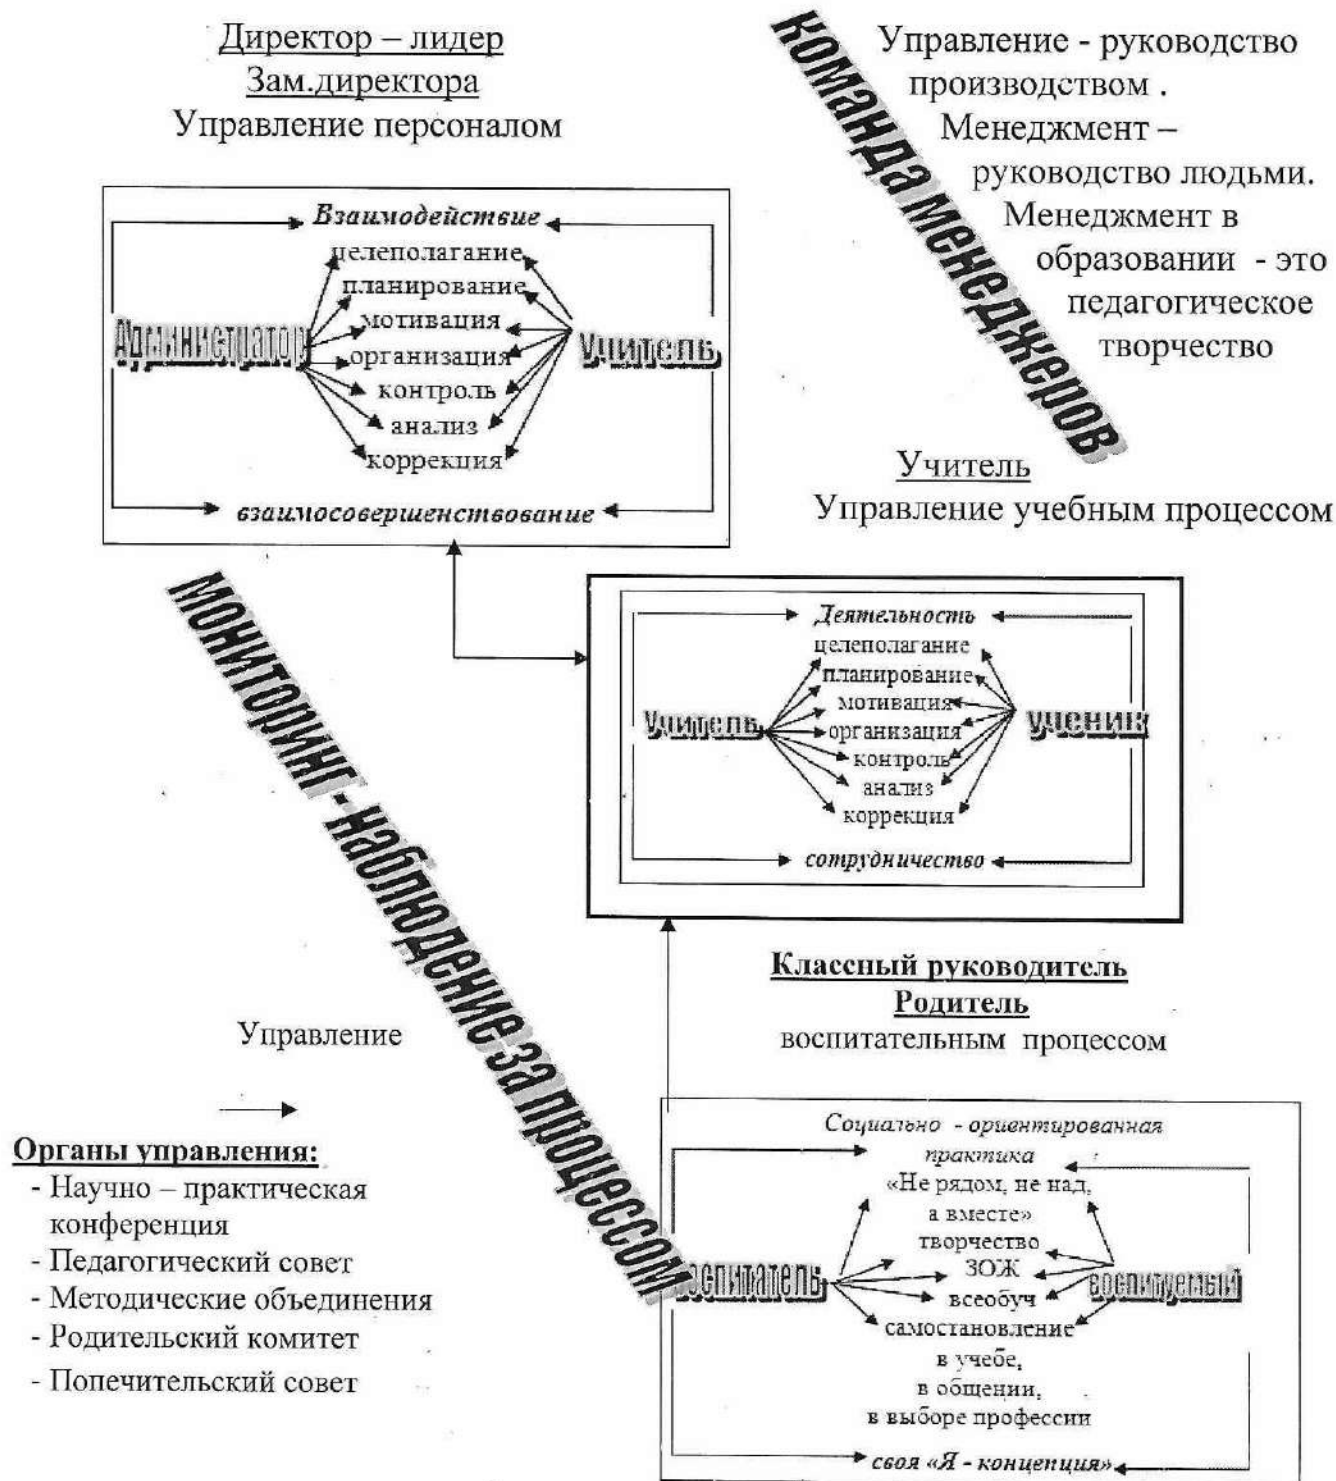 Директор – лидер
Зам.директора
Управление персоналом
команда менеджеров
Управление - руководство
производством .
Менеджмент –
руководство людьми.
Менеджмент в
образовании - это
педагогическое
творчество
Взаимодействие
целеполагание
планирование
мотивация
Администратор
учитель
организация
контроль
анализ
коррекция
взаимосовершенствование
Учитель
Управление учебным процессом
мониторинг - наблюдение за процессом
Деятельность
целеполагание
планирование
мотивация
учитель
ученик
организация
контроль
анализ
коррекция
сотрудничество
Классный руководитель
Родитель
воспитательным процессом
Управление
Органы управления:
- Научно – практическая
конференция
- Педагогический совет
- Методические объединения
- Родительский комитет
- Попечительский совет
Социально - ориентированная
практика
«Не рядом, не над,
а вместе»
творчество
ЗОЖ
воспитатель
воспитуемый
всеобуч
самостановление
в учебе,
в общении,
в выборе профессии
своя «Я - концепция»